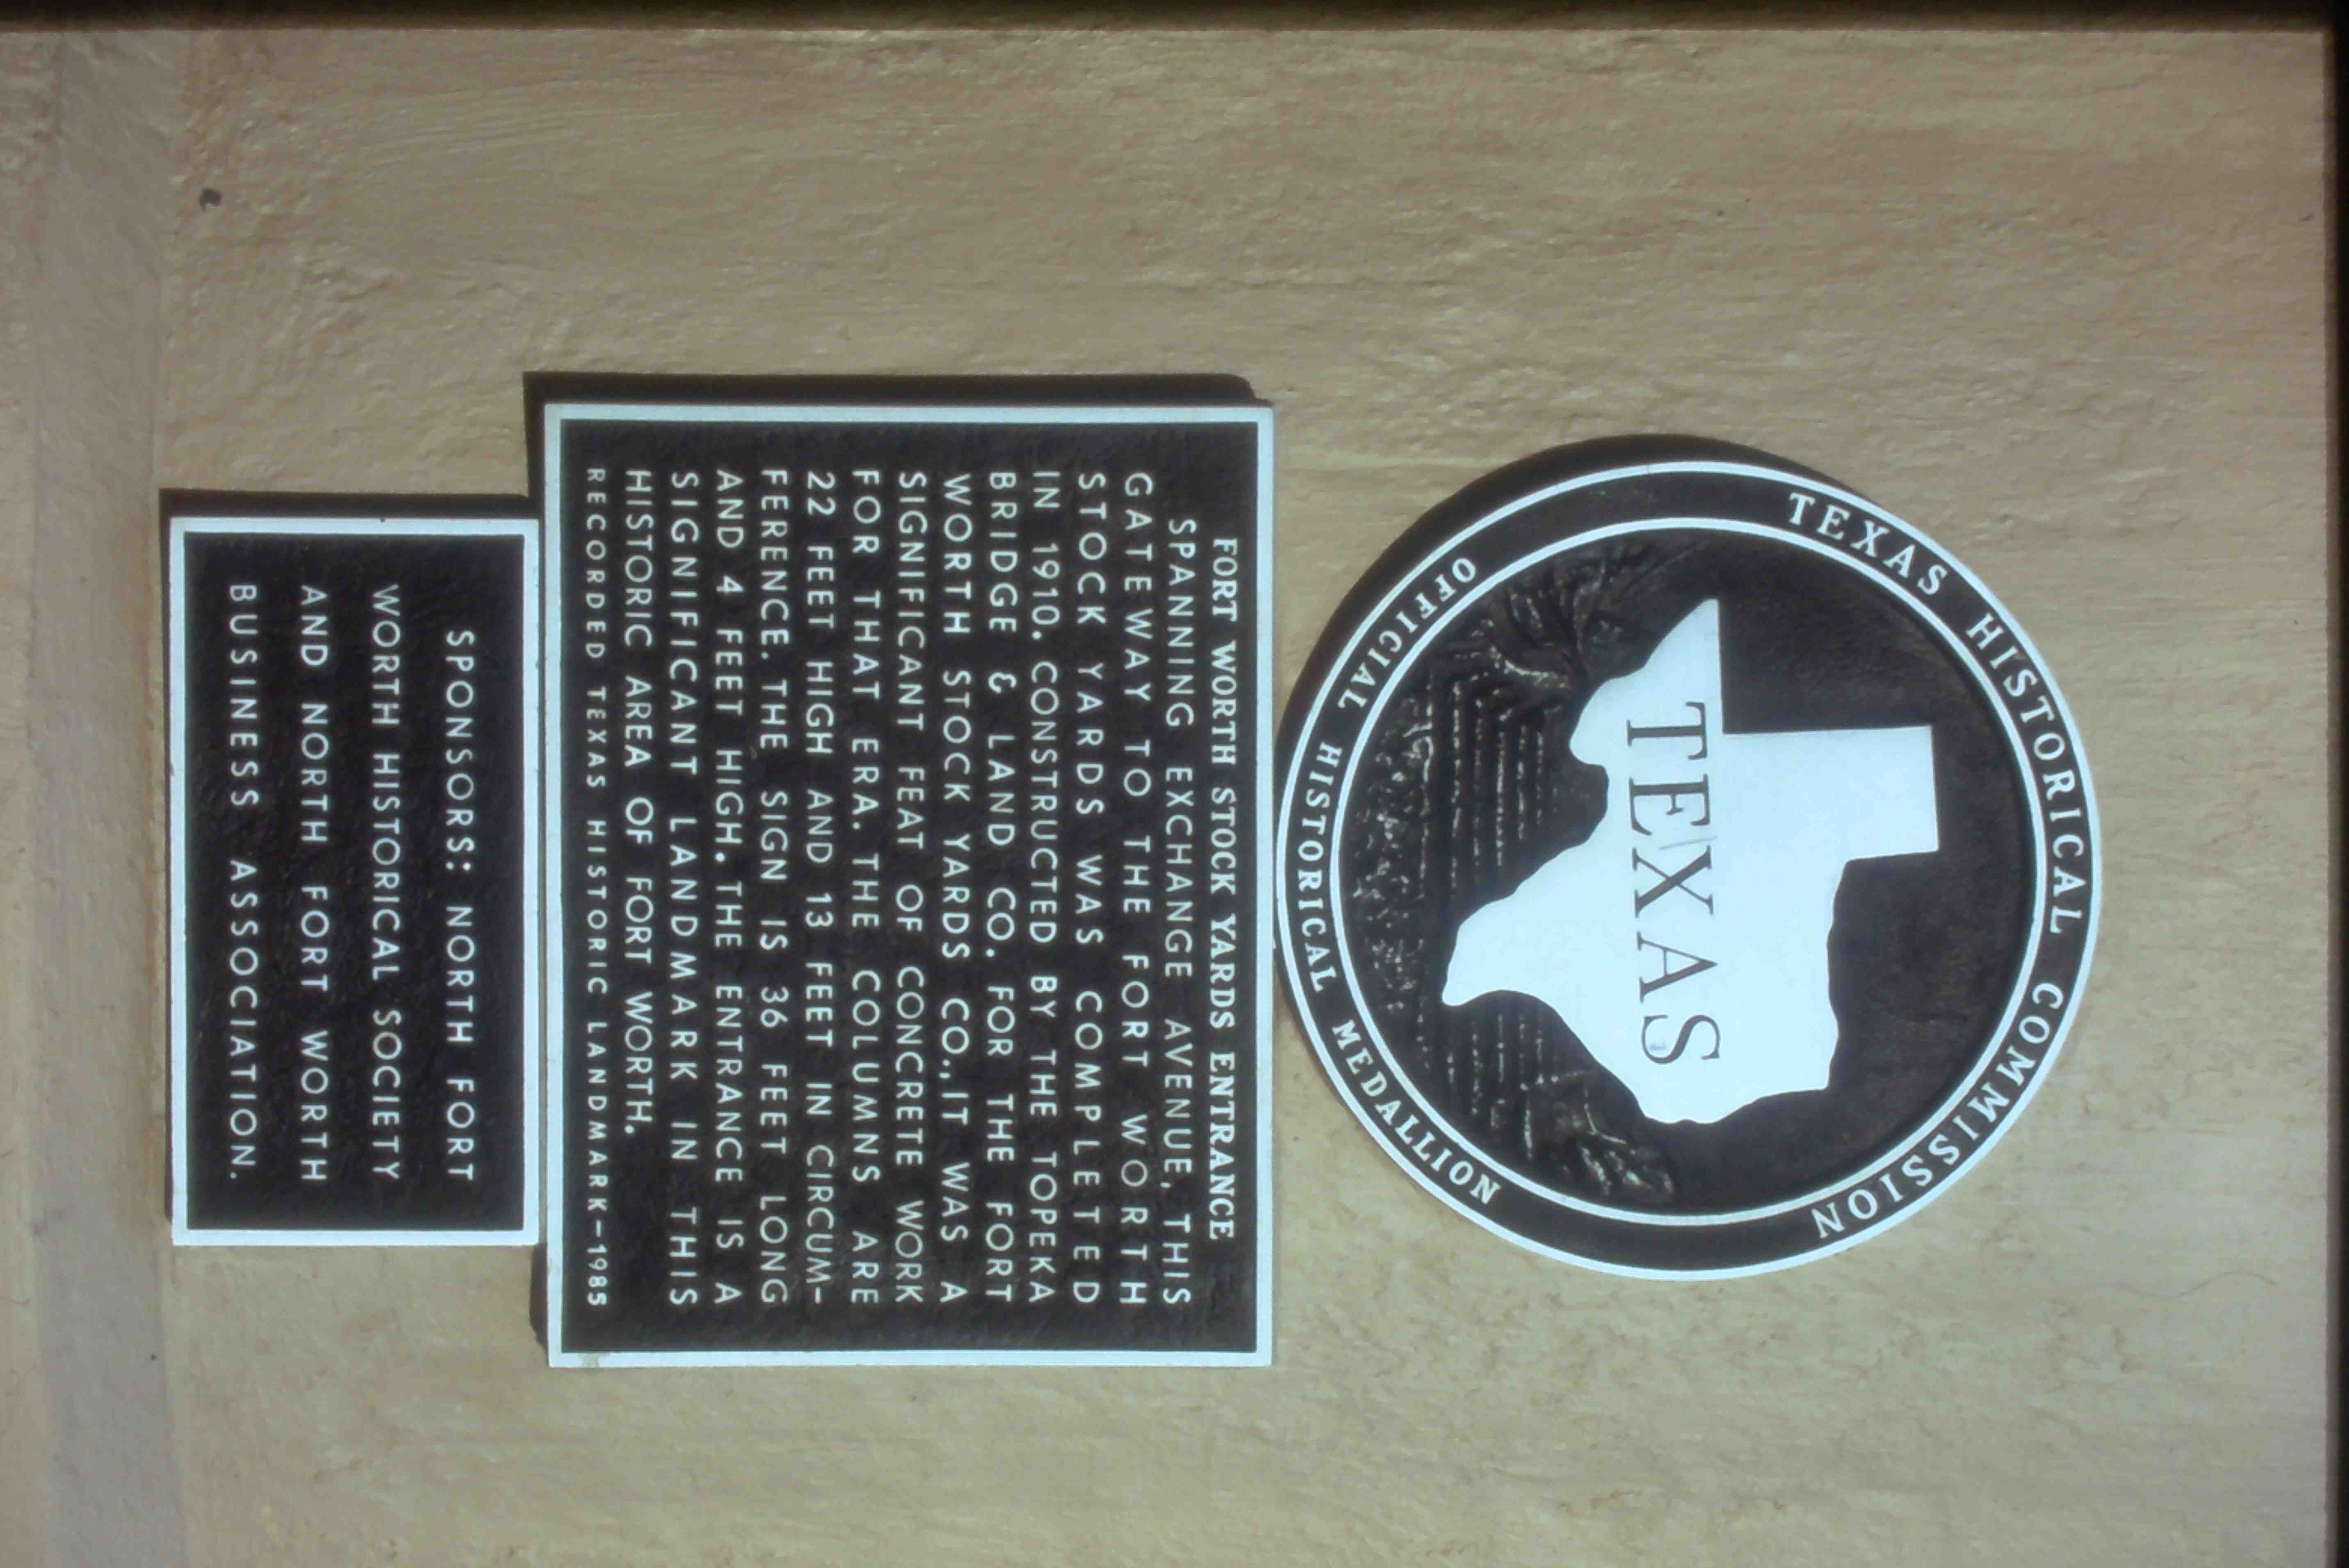 TEXAS HISTORICAL COMMISSION
TEXAS
OFFICIAL HISTORICAL MEDALLION
FORT WORTH STOCK YARDS ENTRANCE
SPANNING EXCHANGE AVENUE, THIS
GATEWAY TO THE FORT WORTH
STOCK YARDS WAS COMPLETED
IN 1910. CONSTRUCTED BY THE TOPEKA
BRIDGE & LAND CO. FOR THE FORT
WORTH STOCK YARDS CO., IT WAS A
SIGNIFICANT FEAT OF CONCRETE WORK
FOR THAT ERA. THE COLUMNS ARE
22 FEET HIGH AND 13 FEET IN CIRCUM-
FERENCE. THE SIGN IS 36 FEET LONG
AND 4 FEET HIGH. THE ENTRANCE IS A
SIGNIFICANT LANDMARK IN THIS
HISTORIC AREA OF FORT WORTH.
RECORDED TEXAS HISTORIC LANDMARK-1985
SPONSORS: NORTH FORT
WORTH HISTORICAL SOCIETY
AND NORTH FORT WORTH
BUSINESS ASSOCIATION.